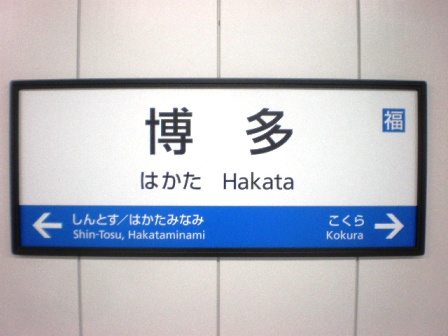 博多
福
はかた Hakata
しんとす/はかたみなみ
Shin-Tosu, Hakataminami
こくら
Kokura